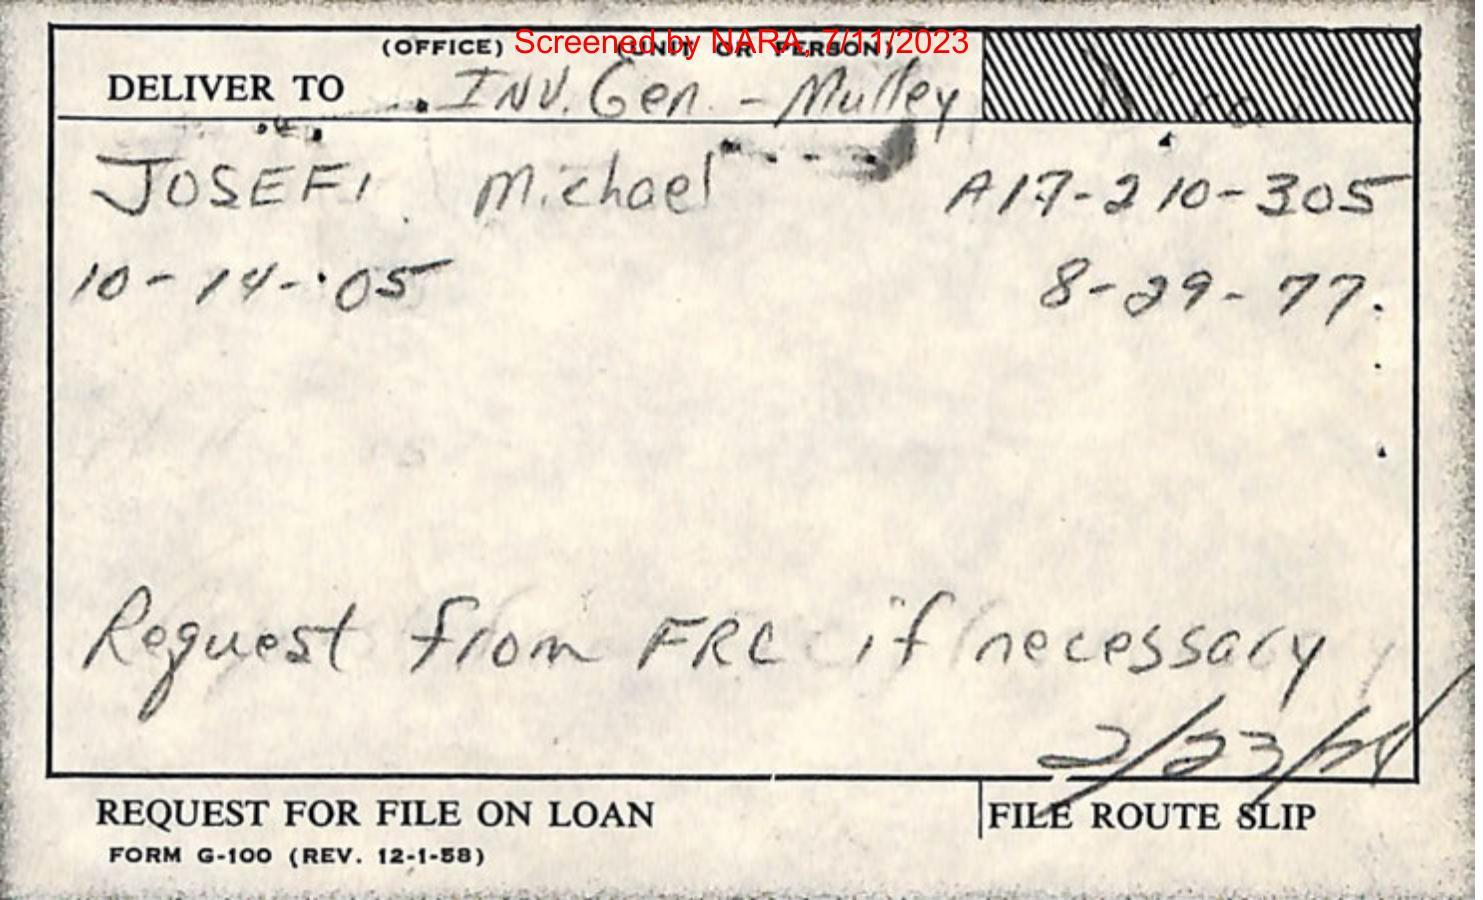 Screened by NARA, 7/11/2023
(OFFICE) (UNIT OR PERSON)
DELIVER TO INV. Gen. - Mulley
JOSEFI, Michael A17-210-305
10-14-05 8-29-77.
Request from FRC if necessary
2/23/78
REQUEST FOR FILE ON LOAN FILE ROUTE SLIP
FORM G-100 (REV. 12-1-58)